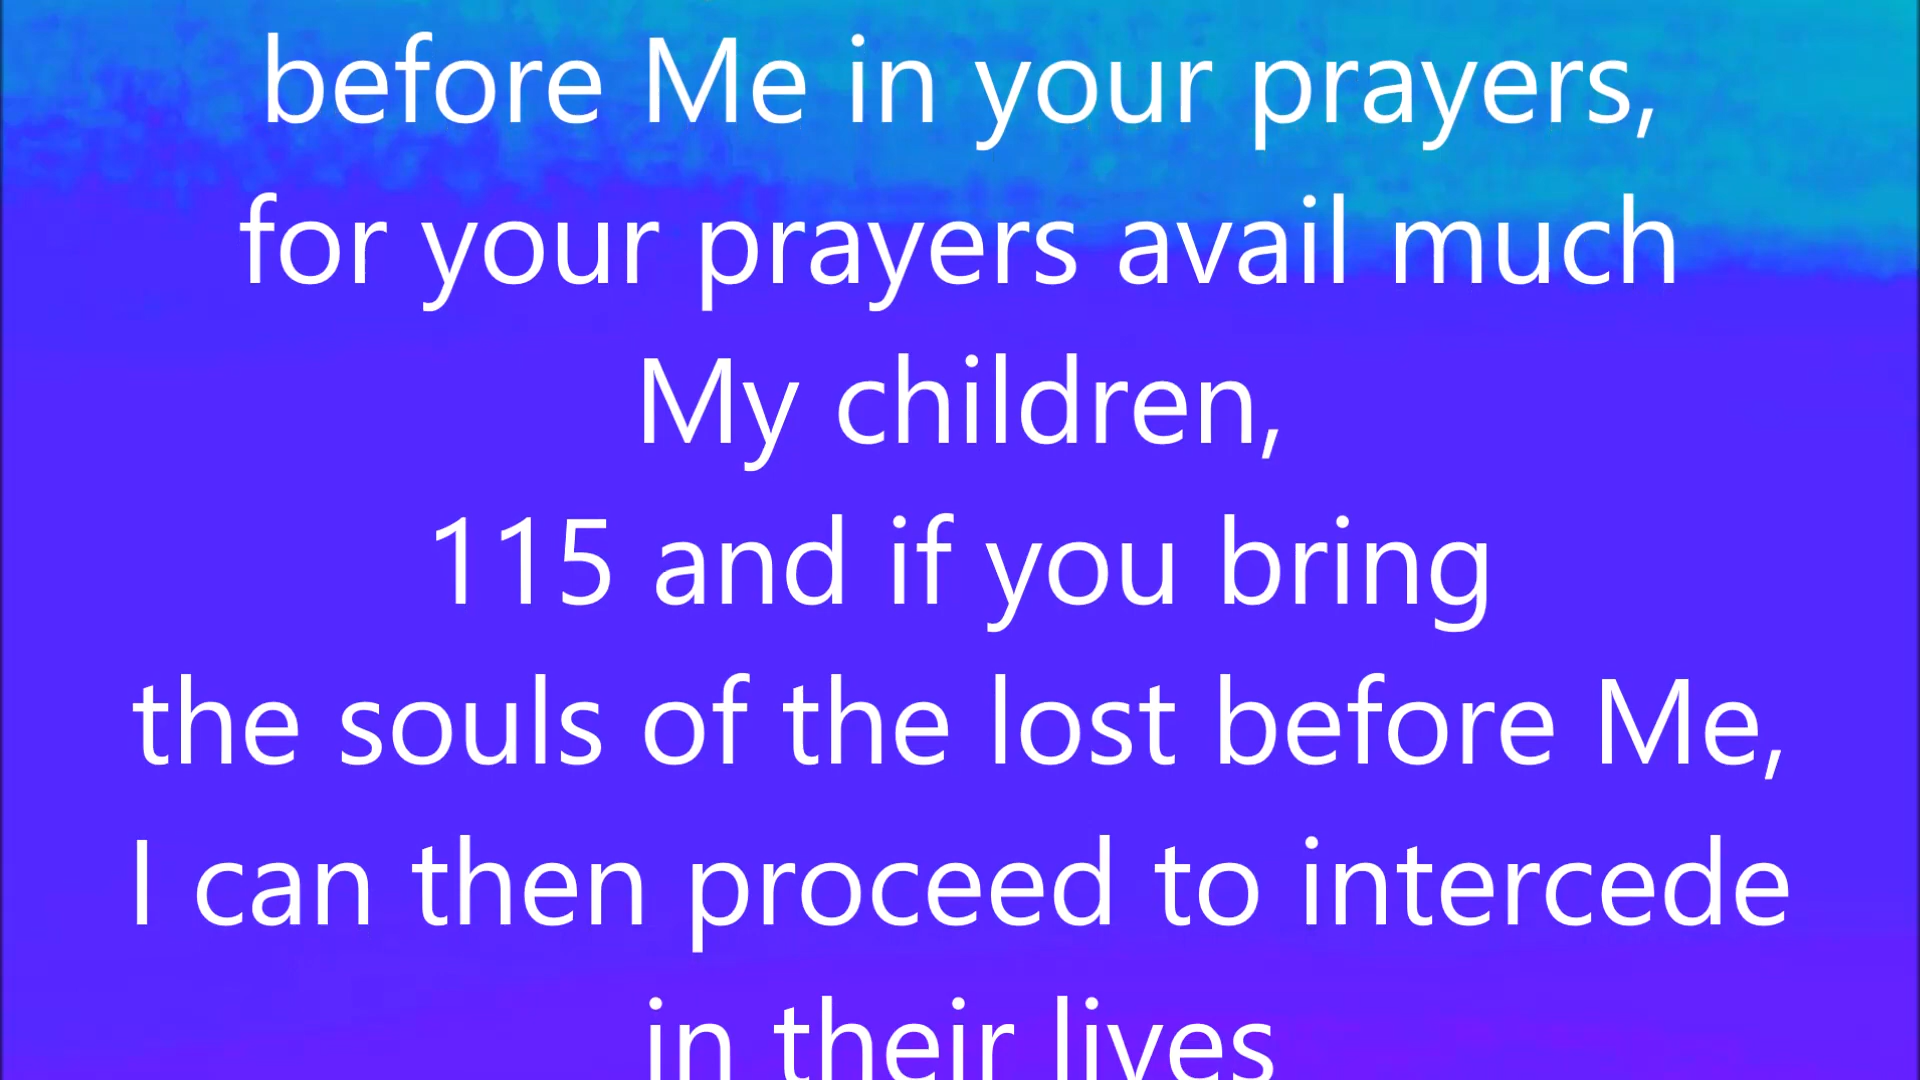 before Me in your prayers,
for your prayers avail much
My children,
115 and if you bring
the souls of the lost before Me,
I can then proceed to intercede
in their lives